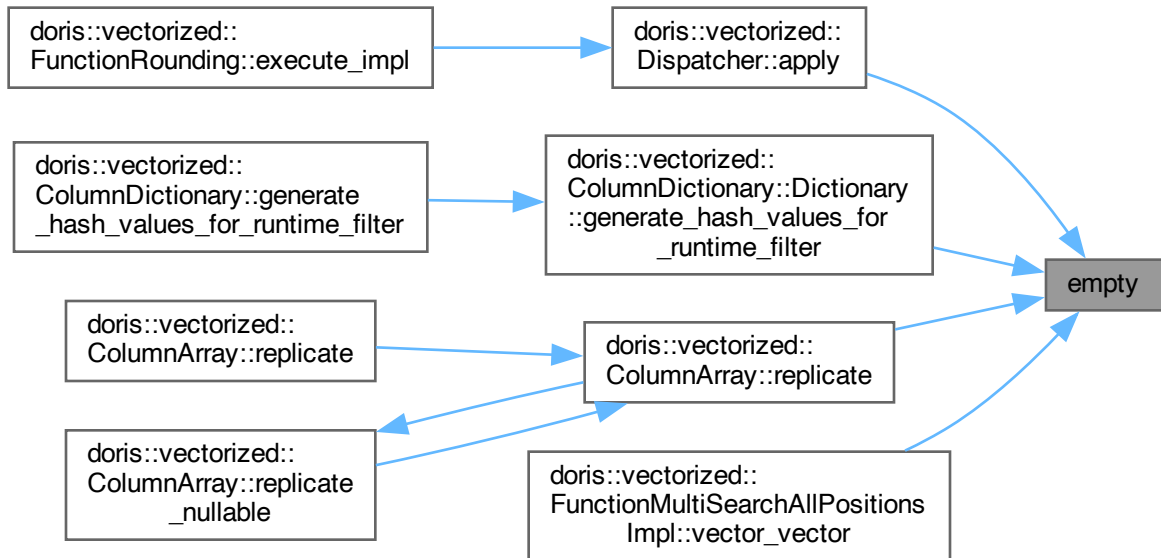 doris::vectorized::
FunctionRounding::execute_impl
doris::vectorized::
Dispatcher::apply
doris::vectorized::
ColumnDictionary::generate
_hash_values_for_runtime_filter
doris::vectorized::
ColumnDictionary::Dictionary
::generate_hash_values_for
_runtime_filter
empty
doris::vectorized::
ColumnArray::replicate
doris::vectorized::
ColumnArray::replicate
doris::vectorized::
ColumnArray::replicate
_nullable
doris::vectorized::
FunctionMultiSearchAllPositions
Impl::vector_vector